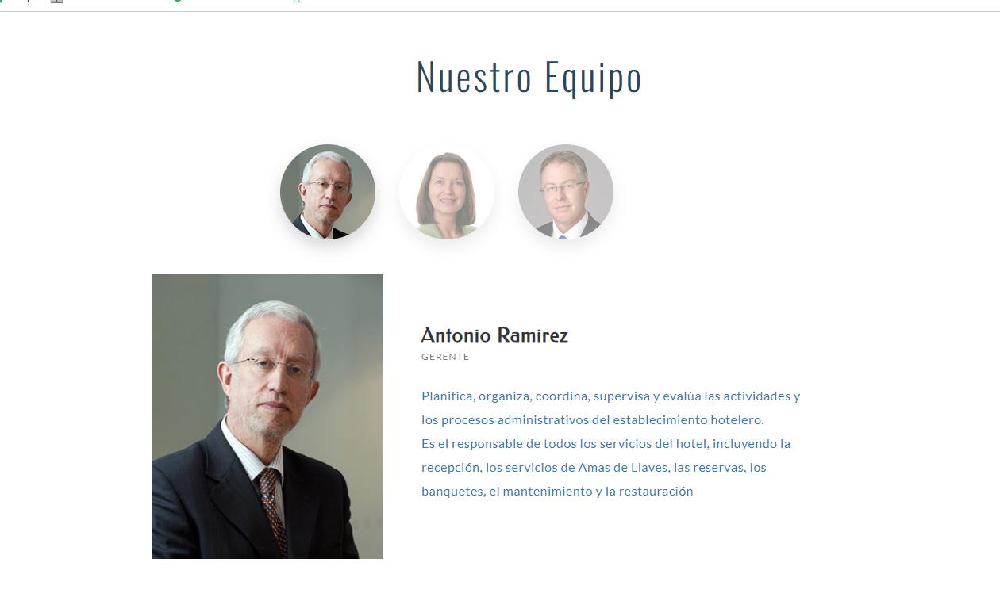 Nuestro Equipo
Antonio Ramirez
GERENTE
Planifica, organiza, coordina, supervisa y evalúa las actividades y
los procesos administrativos del establecimiento hotelero.
Es el responsable de todos los servicios del hotel, incluyendo la
recepción, los servicios de Amas de Llaves, las reservas, los
banquetes, el mantenimiento y la restauración